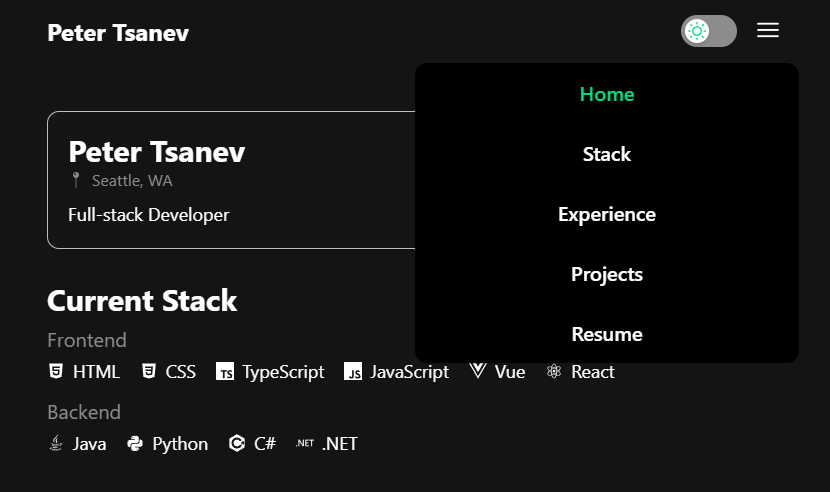 Peter Tsanev
Home
Stack
Experience
Projects
Resume
Peter Tsanev
Seattle, WA
Full-stack Developer
Current Stack
Frontend
HTML CSS TS TypeScript JS JavaScript Vue React
Backend
Java Python C# .NET .NET